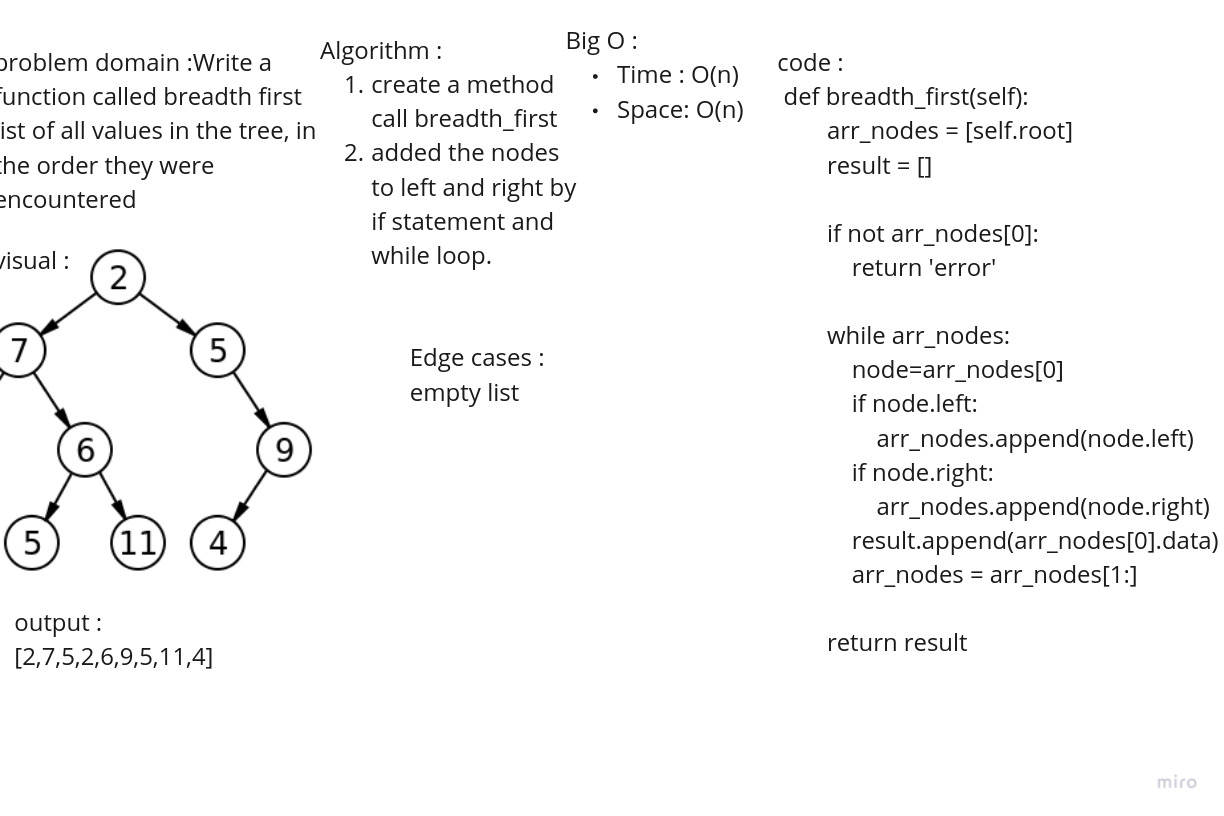 problem domain :Write a
function called breadth first
list of all values in the tree, in
the order they were
encountered
visual :
2
7
5
6
9
5
11
4
output :
[2,7,5,2,6,9,5,11,4]
Algorithm :
1. create a method
call breadth_first
2. added the nodes
to left and right by
if statement and
while loop.
Edge cases :
empty list
Big O :
• Time : O(n)
• Space: O(n)
code :
def breadth_first(self):
arr_nodes = [self.root]
result = []
if not arr_nodes[0]:
return 'error'
while arr_nodes:
node=arr_nodes[0]
if node.left:
arr_nodes.append(node.left)
if node.right:
arr_nodes.append(node.right)
result.append(arr_nodes[0].data)
arr_nodes = arr_nodes[1:]
return result
miro